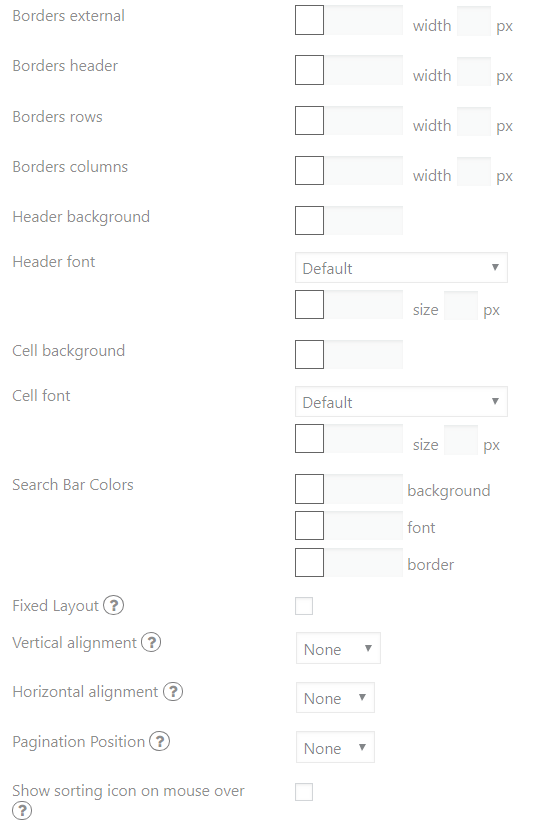 Borders external width px
Borders header width px
Borders rows width px
Borders columns width px
Header background
Header font Default
size px
Cell background
Cell font Default
size px
Search Bar Colors background
font
border
Fixed Layout ?
Vertical alignment ? None
Horizontal alignment ? None
Pagination Position ? None
Show sorting icon on mouse over
?